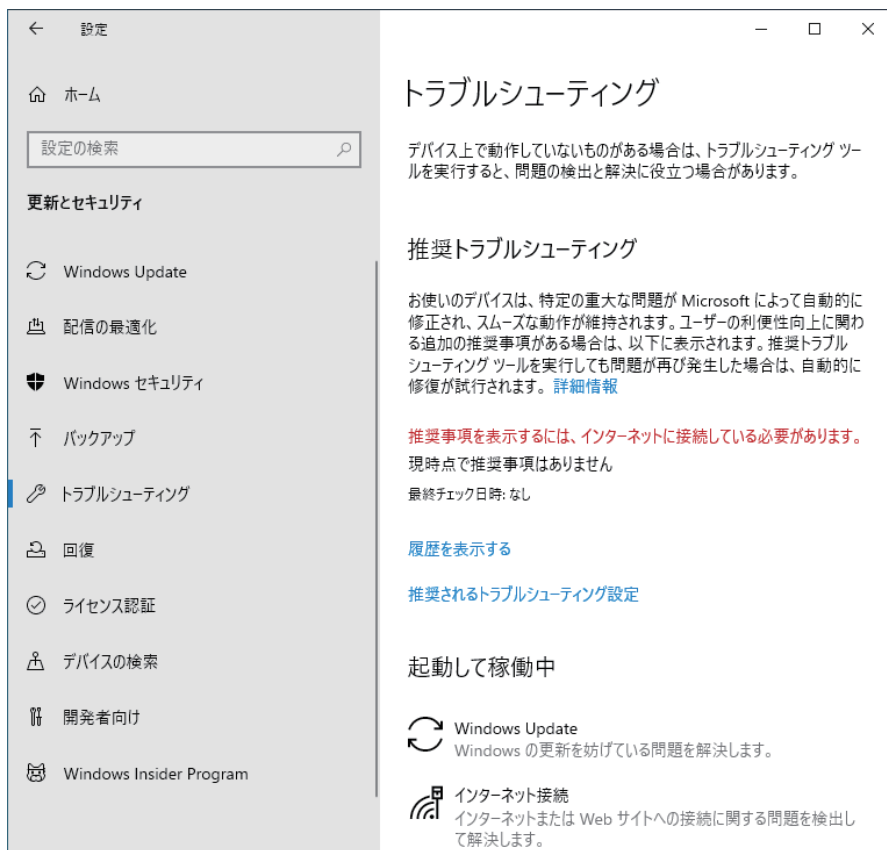 設定
ホーム
設定の検索
更新とセキュリティ
Windows Update
配信の最適化
Windows セキュリティ
バックアップ
トラブルシューティング
回復
ライセンス認証
デバイスの検索
開発者向け
Windows Insider Program
トラブルシューティング
デバイス上で動作していないものがある場合は、トラブルシューティング ツー
ルを実行すると、問題の検出と解決に役立つ場合があります。
推奨トラブルシューティング
お使いのデバイスは、特定の重大な問題が Microsoft によって自動的に
修正され、スムーズな動作が維持されます。ユーザーの利便性向上に関わ
る追加の推奨事項がある場合は、以下に表示されます。推奨トラブル
シューティング ツールを実行しても問題が再び発生した場合は、自動的に
修復が試行されます。 詳細情報
推奨事項を表示するには、インターネットに接続している必要があります。
現時点で推奨事項はありません
最終チェック日時: なし
履歴を表示する
推奨されるトラブルシューティング設定
起動して稼働中
Windows Update
Windows の更新を妨げている問題を解決します。
インターネット接続
インターネットまたは Web サイトへの接続に関する問題を検出し
て解決します。